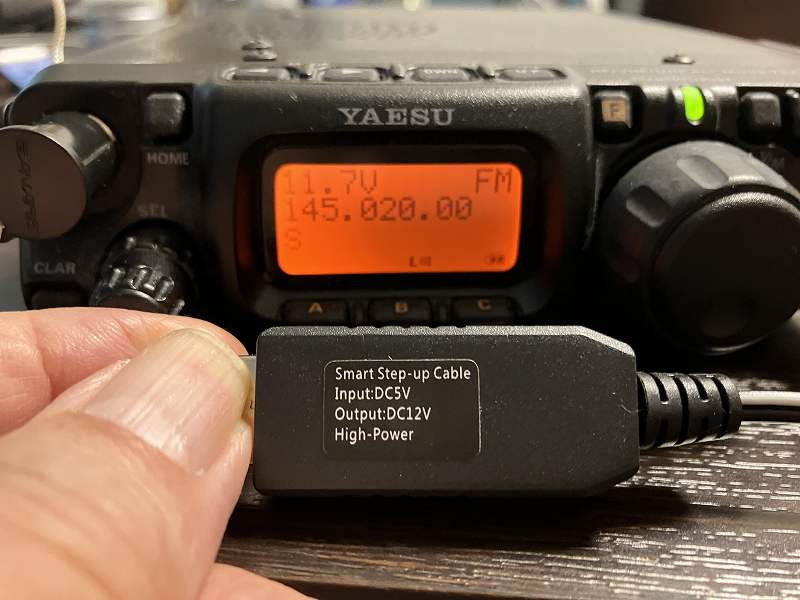 YAESU
F
HOME
11.7V FM
145.020.00
SEL
S
CLAR
A B C
Smart Step-up Cable
Input:DC5V
Output:DC12V
High-Power